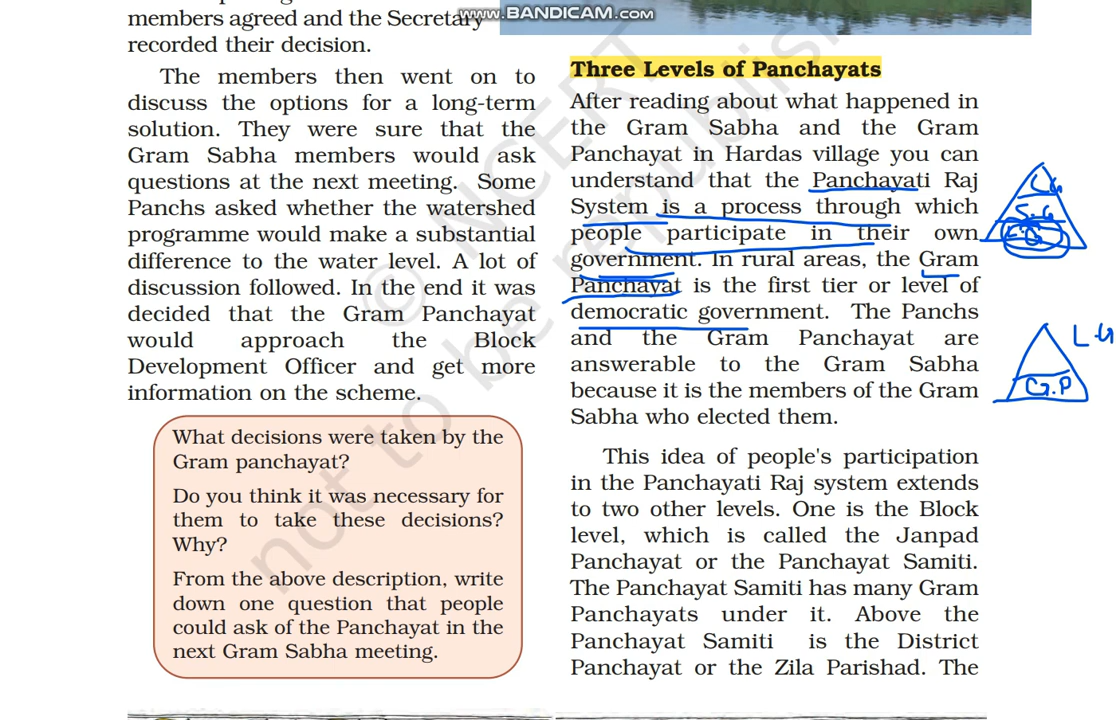 members agreed and the Secretary
www.BANDICAM.com
recorded their decision.
The members then went on to
discuss the options for a long-term
solution. They were sure that the
Gram Sabha members would ask
questions at the next meeting. Some
Panchs asked whether the watershed
programme would make a substantial
difference to the water level. A lot of
discussion followed. In the end it was
decided that the Gram Panchayat
would approach the Block
Development Officer and get more
information on the scheme.
What decisions were taken by the
Gram panchayat?
Do you think it was necessary for
them to take these decisions?
Why?
From the above description, write
down one question that people
could ask of the Panchayat in the
next Gram Sabha meeting.
Three Levels of Panchayats
After reading about what happened in
the Gram Sabha and the Gram
Panchayat in Hardas village you can
understand that the Panchayati Raj
System is a process through which
people participate in their own
government. In rural areas, the Gram
Panchayat is the first tier or level of
democratic government. The Panchs
and the Gram Panchayat are
answerable to the Gram Sabha
because it is the members of the Gram
Sabha who elected them.
This idea of people's participation
in the Panchayati Raj system extends
to two other levels. One is the Block
level, which is called the Janpad
Panchayat or the Panchayat Samiti.
The Panchayat Samiti has many Gram
Panchayats under it. Above the
Panchayat Samiti is the District
Panchayat or the Zila Parishad. The
S.G
L.G
G.P
© NCERT
not to be republish